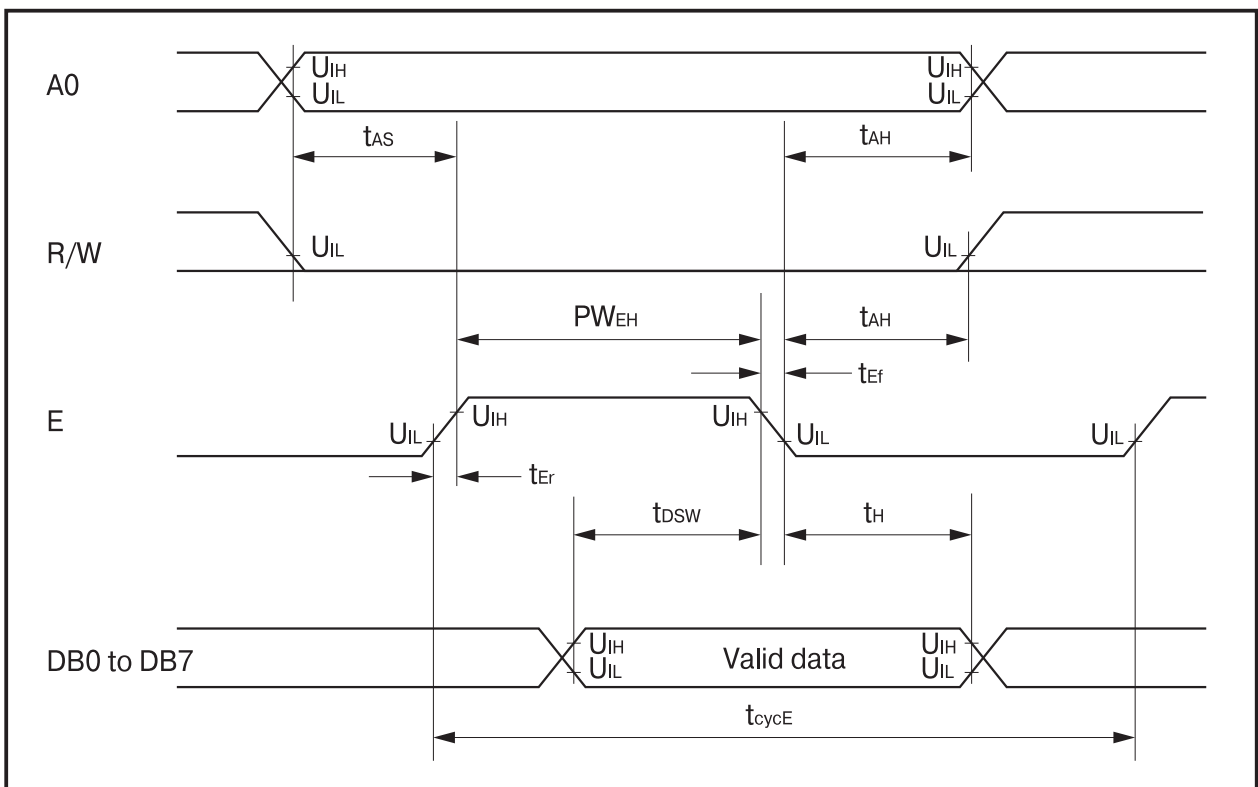 A0
UIH
UIL
UIH
UIL
tAS
tAH
R/W
UIL
UIL
PWEH
tAH
tEf
E
UIL
UIH
UIH
UIL
UIL
tEr
tDSW
tH
DB0 to DB7
UIH
UIL
Valid data
UIH
UIL
tcycE